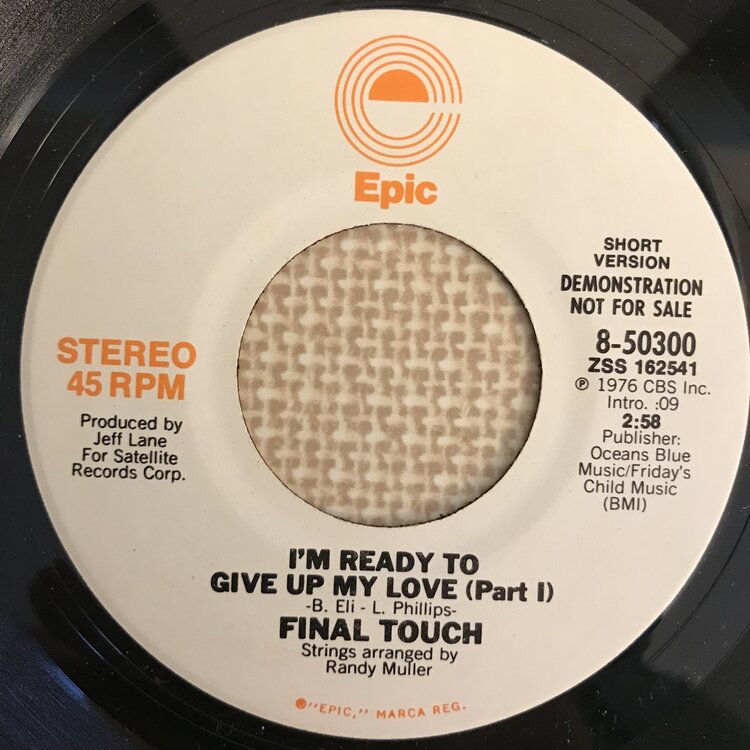 Epic
SHORT
VERSION
DEMONSTRATION
NOT FOR SALE
8-50300
ZSS 162541
℗ 1976 CBS Inc.
Intro. :09
2:58
Publisher:
Oceans Blue
Music/Friday's
Child Music
(BMI)
STEREO
45 RPM
Produced by
Jeff Lane
For Satellite
Records Corp.
I'M READY TO
GIVE UP MY LOVE (Part I)
-B. Eli - L. Phillips-
FINAL TOUCH
Strings arranged by
Randy Muller
®"EPIC," MARCA REG.